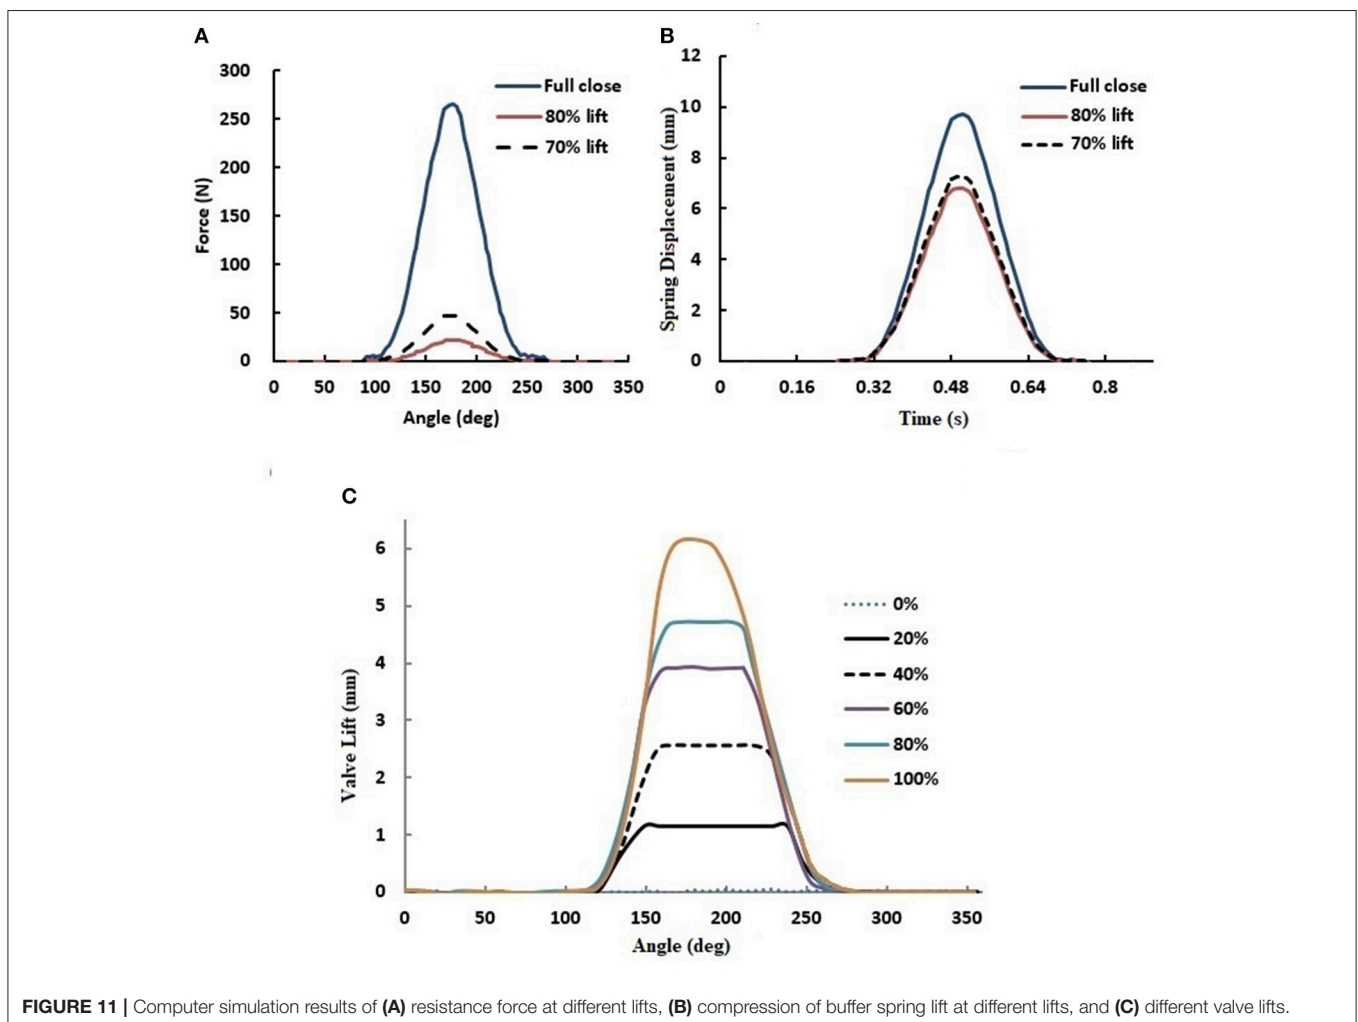 A
300
250
200
150
100
50
0
Force (N)
0 50 100 150 200 250 300 350
Angle (deg)
Full close
80% lift
70% lift
B
12
10
8
6
4
2
0
Spring Displacement (mm)
0 0.16 0.32 0.48 0.64 0.8
Time (s)
Full close
80% lift
70% lift
C
6
5
4
3
2
1
0
Valve Lift (mm)
0 50 100 150 200 250 300 350
Angle (deg)
0%
20%
40%
60%
80%
100%
FIGURE 11 | Computer simulation results of (A) resistance force at different lifts, (B) compression of buffer spring lift at different lifts, and (C) different valve lifts.